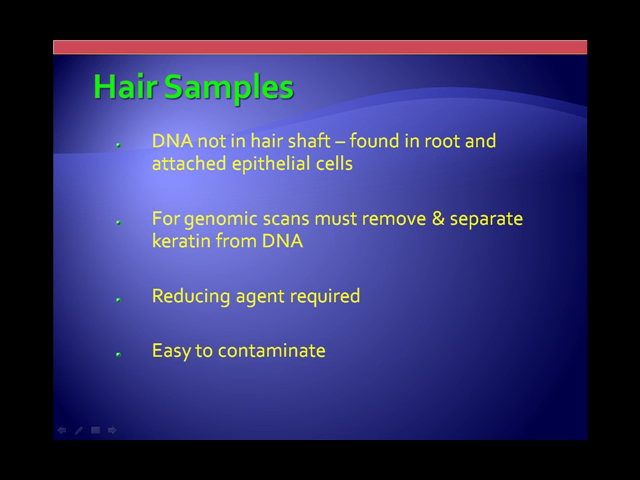 Hair Samples
DNA not in hair shaft – found in root and
attached epithelial cells
For genomic scans must remove & separate
keratin from DNA
Reducing agent required
Easy to contaminate